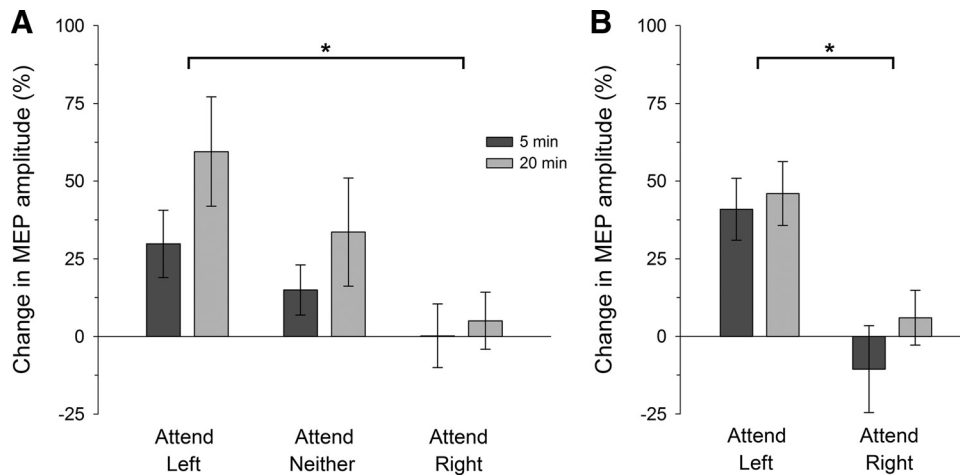 A
Change in MEP amplitude (%)
100
75
50
25
0
-25
*
5 min
20 min
Attend
Left
Attend
Neither
Attend
Right
B
Change in MEP amplitude (%)
100
75
50
25
0
-25
*
Attend
Left
Attend
Right